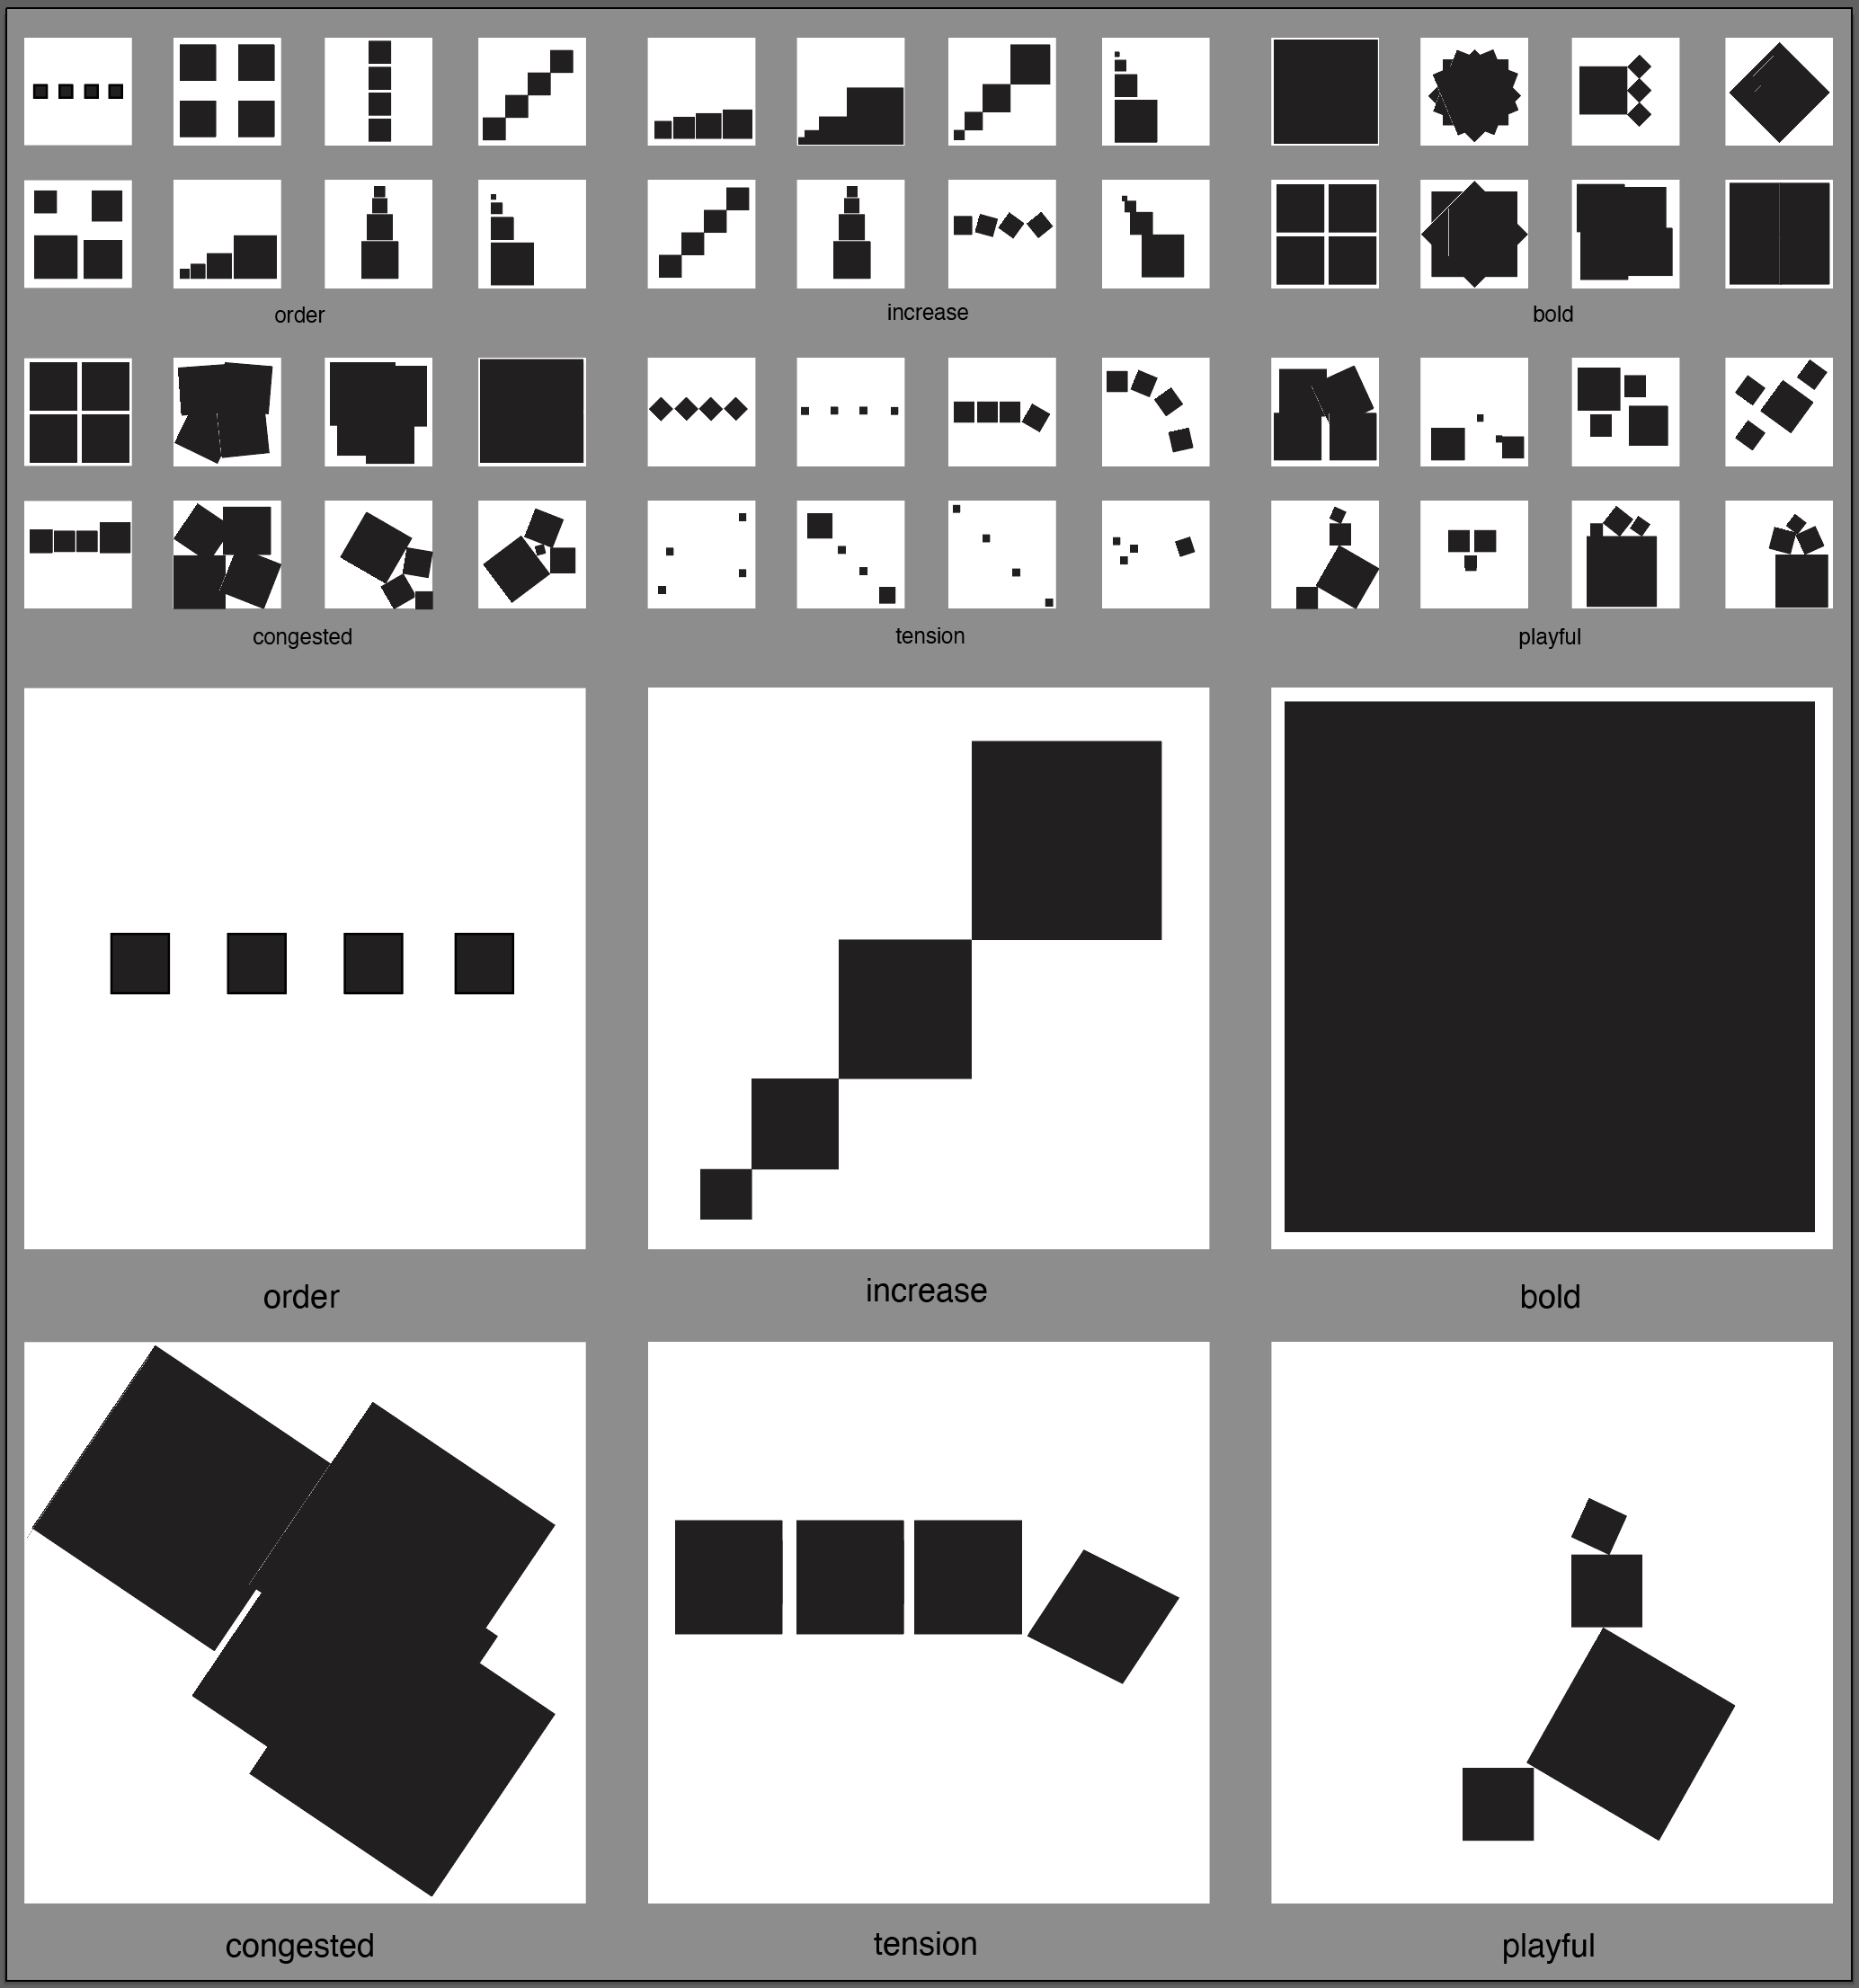 order
increase
bold
congested
tension
playful
order
increase
bold
congested
tension
playful